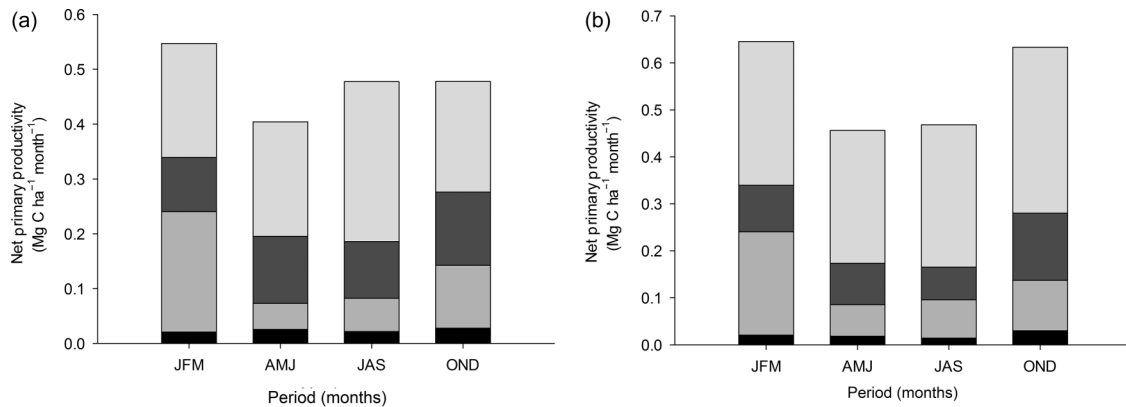 (a)
Net primary productivity
(Mg C ha⁻¹ month⁻¹)
0.6
0.5
0.4
0.3
0.2
0.1
0.0
JFM AMJ JAS OND
Period (months)
(b)
Net primary productivity
(Mg C ha⁻¹ month⁻¹)
0.7
0.6
0.5
0.4
0.3
0.2
0.1
0.0
JFM AMJ JAS OND
Period (months)